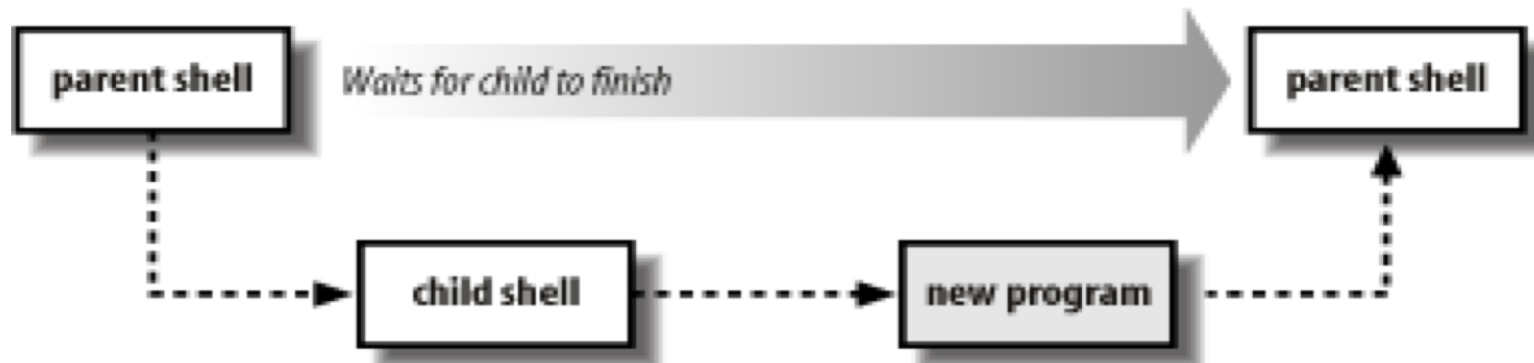 parent shell
Waits for child to finish
parent shell
child shell
new program